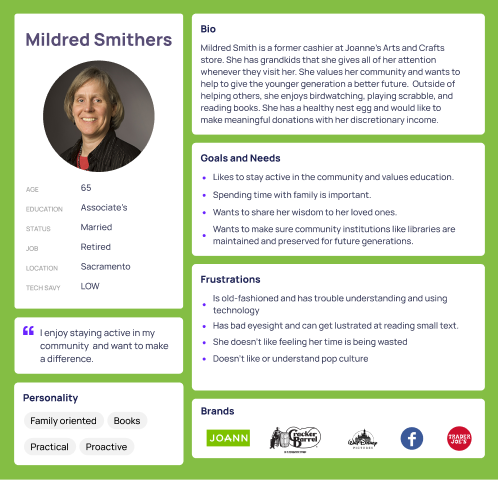 Mildred Smithers
AGE 65
EDUCATION Associate's
STATUS Married
JOB Retired
LOCATION Sacramento
TECH SAVY LOW
I enjoy staying active in my
community and want to make
a difference.
Personality
Family oriented Books
Practical Proactive
Bio
Mildred Smith is a former cashier at Joanne's Arts and Crafts
store. She has grandkids that she gives all of her attention
whenever they visit her. She values her community and wants to
help to give the younger generation a better future. Outside of
helping others, she enjoys birdwatching, playing scrabble, and
reading books. She has a healthy nest egg and would like to
make meaningful donations with her discretionary income.
Goals and Needs
Likes to stay active in the community and values education.
Spending time with family is important.
Wants to share her wisdom to her loved ones.
Wants to make sure community institutions like libraries are
maintained and preserved for future generations.
Frustrations
Is old-fashioned and has trouble understanding and using
technology
Has bad eyesight and can get lustrated at reading small text.
She doesn't like feeling her time is being wasted
Doesn't like or understand pop culture
Brands
JOANN
Cracker
Barrel
Walt Disney
PICTURES
f
TRADER
JOE'S